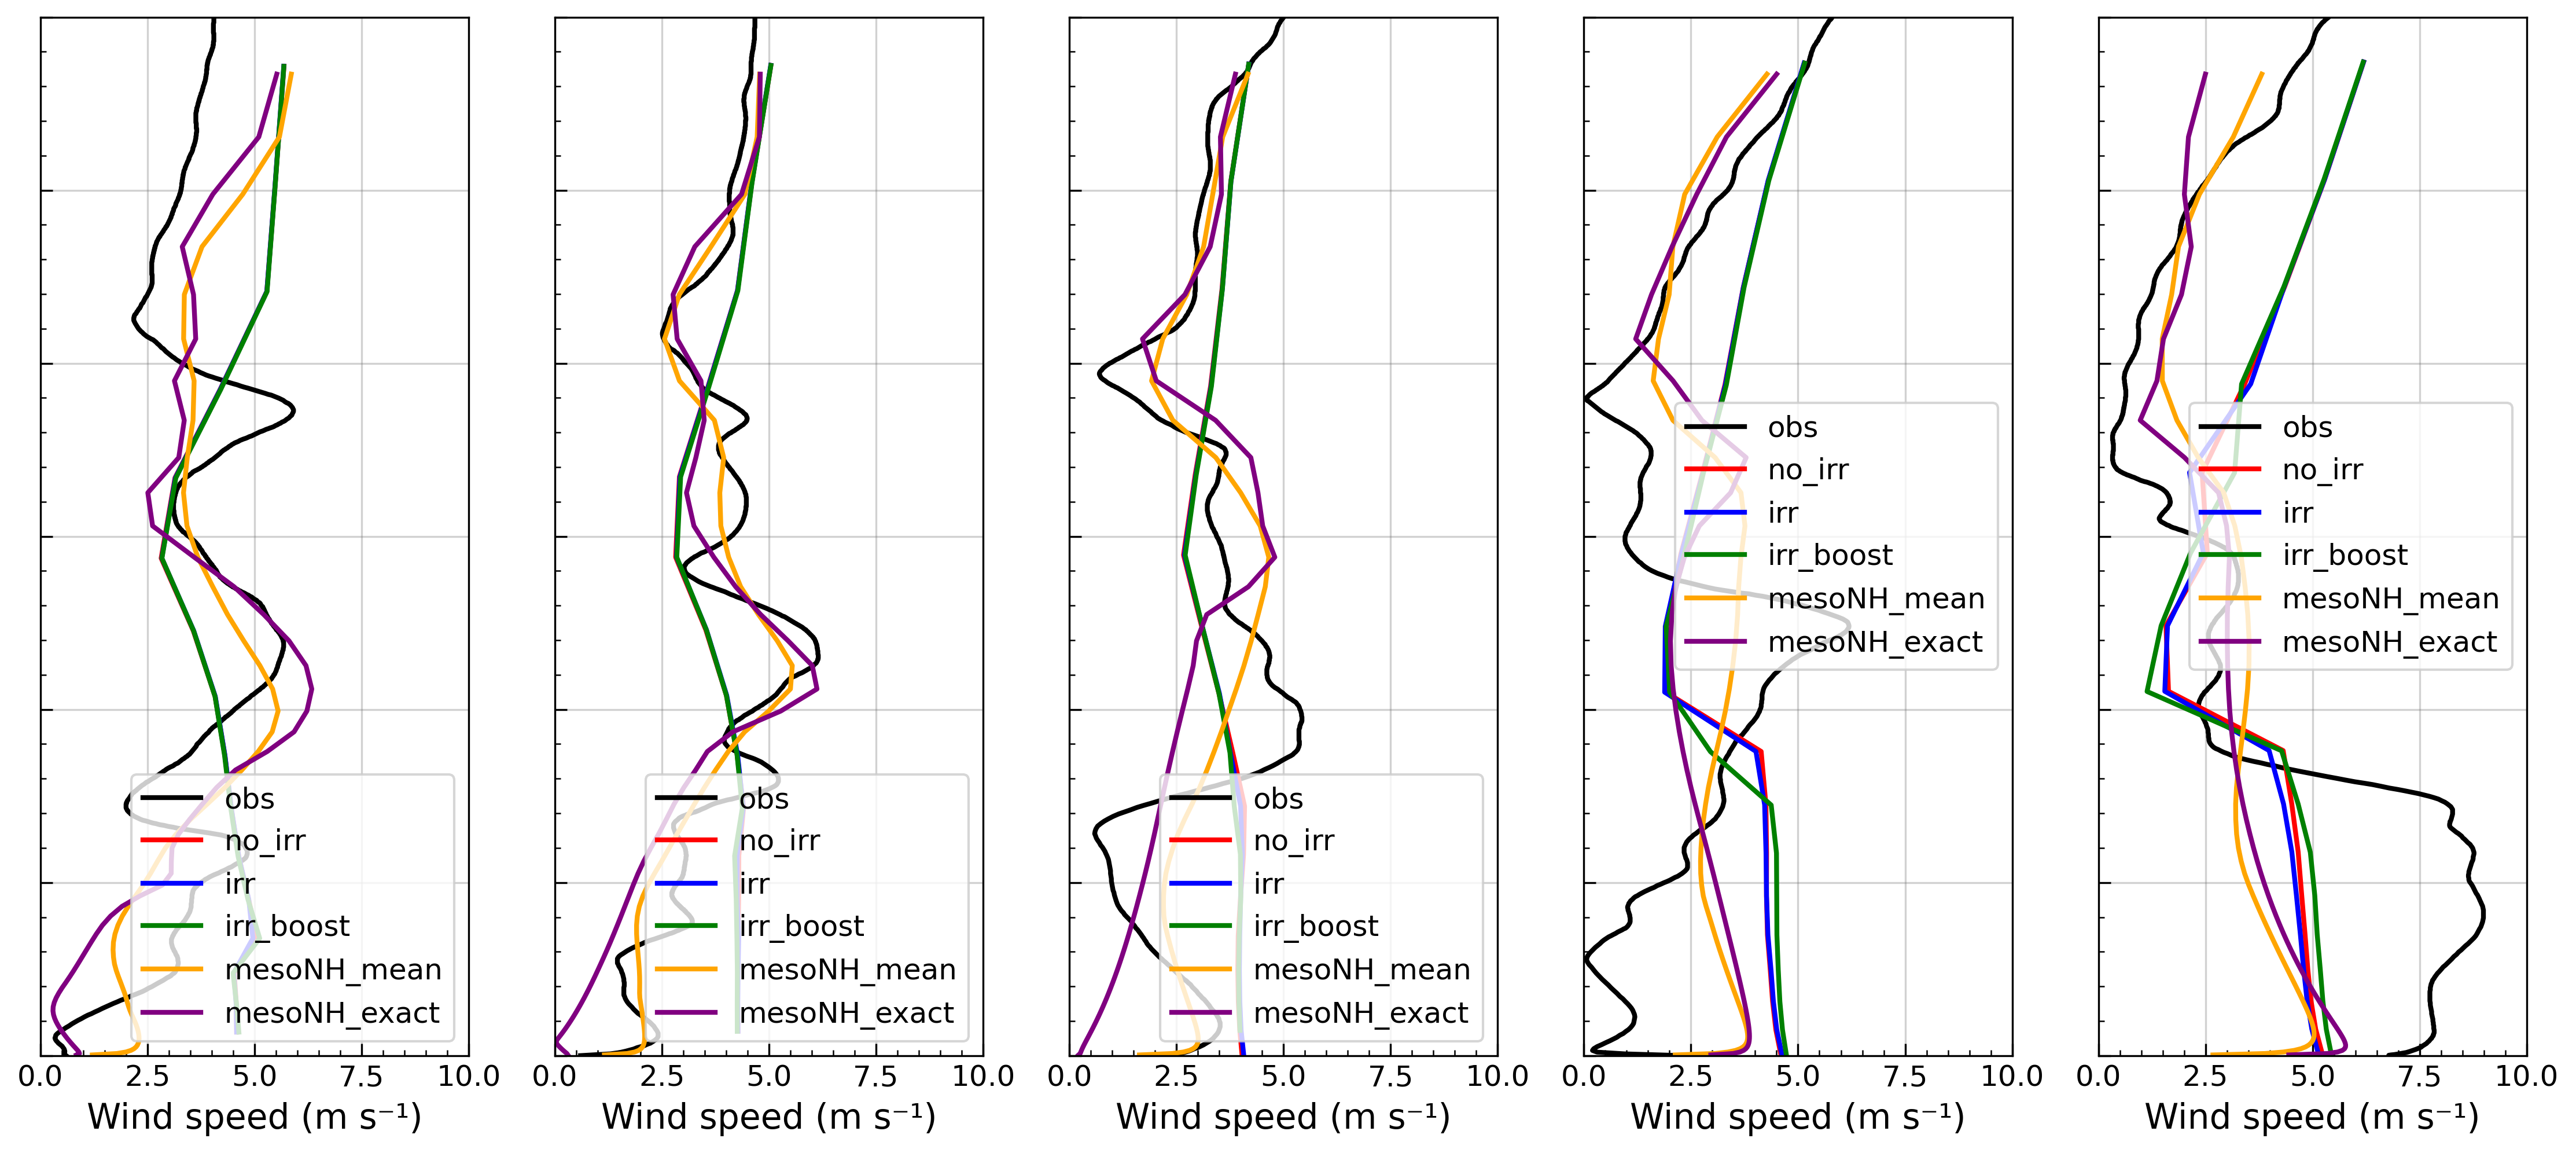 obs
no_irr
irr
irr_boost
mesoNH_mean
mesoNH_exact
0.0 2.5 5.0 7.5 10.0
Wind speed (m s⁻¹)
obs
no_irr
irr
irr_boost
mesoNH_mean
mesoNH_exact
0.0 2.5 5.0 7.5 10.0
Wind speed (m s⁻¹)
obs
no_irr
irr
irr_boost
mesoNH_mean
mesoNH_exact
0.0 2.5 5.0 7.5 10.0
Wind speed (m s⁻¹)
obs
no_irr
irr
irr_boost
mesoNH_mean
mesoNH_exact
0.0 2.5 5.0 7.5 10.0
Wind speed (m s⁻¹)
obs
no_irr
irr
irr_boost
mesoNH_mean
mesoNH_exact
0.0 2.5 5.0 7.5 10.0
Wind speed (m s⁻¹)